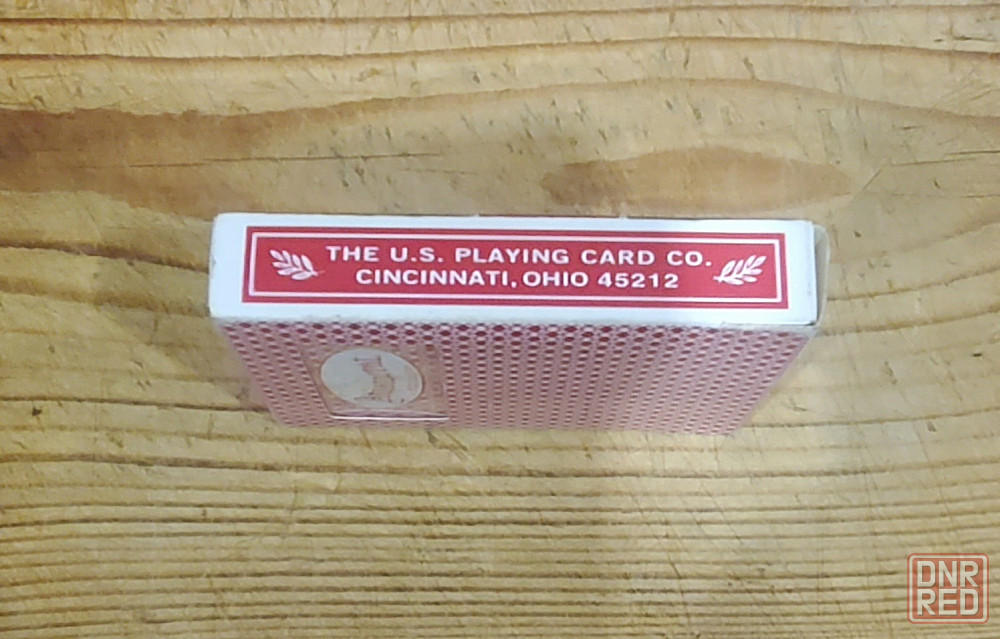 THE U.S. PLAYING CARD CO.
CINCINNATI, OHIO 45212
DNR
RED